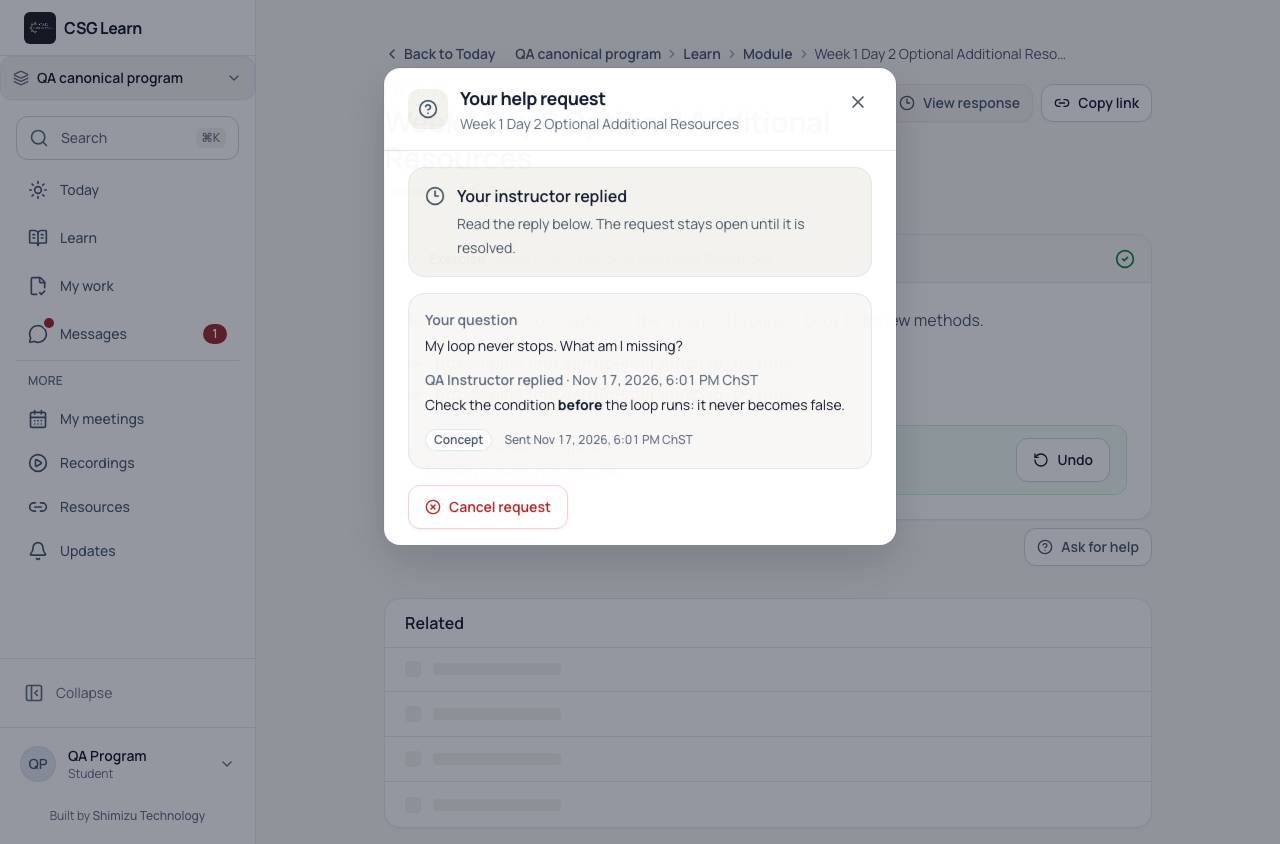 CSG Learn
QA canonical program
Search
⌘K
Today
Learn
My work
Messages
1
MORE
My meetings
Recordings
Resources
Updates
Collapse
QP
QA Program
Student
Built by Shimizu Technology
Back to Today
QA canonical program
Learn
Module
Week 1 Day 2 Optional Additional Reso…
View response
Copy link
Your help request
Week 1 Day 2 Optional Additional Resources
Your instructor replied
Read the reply below. The request stays open until it is
resolved.
Your question
My loop never stops. What am I missing?
QA Instructor replied · Nov 17, 2026, 6:01 PM ChST
Check the condition before the loop runs: it never becomes false.
Concept
Sent Nov 17, 2026, 6:01 PM ChST
Cancel request
methods.
Undo
Ask for help
Related